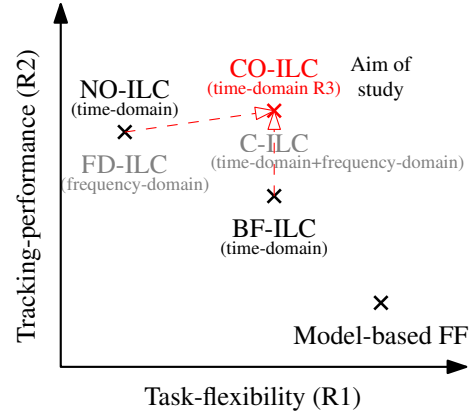 Tracking-performance (R2)
NO-ILC
(time-domain)
FD-ILC
(frequency-domain)
CO-ILC
(time-domain R3)
Aim of
study
C-ILC
(time-domain+frequency-domain)
BF-ILC
(time-domain)
Model-based FF
Task-flexibility (R1)